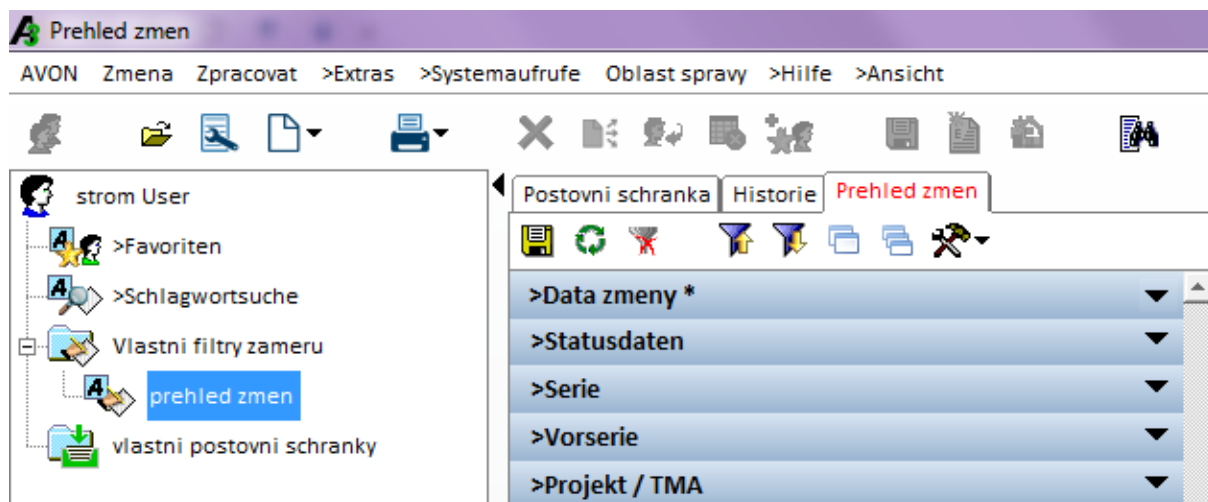 Prehled zmen
AVON Zmena Zpracovat >Extras >Systemaufrufe Oblast spravy >Hilfe >Ansicht
strom User
>Favoriten
>Schlagwortsuche
Vlastni filtry zameru
prehled zmen
vlastni postovni schranky
Postovni schranka Historie Prehled zmen
>Data zmeny *
>Statusdaten
>Serie
>Vorserie
>Projekt / TMA